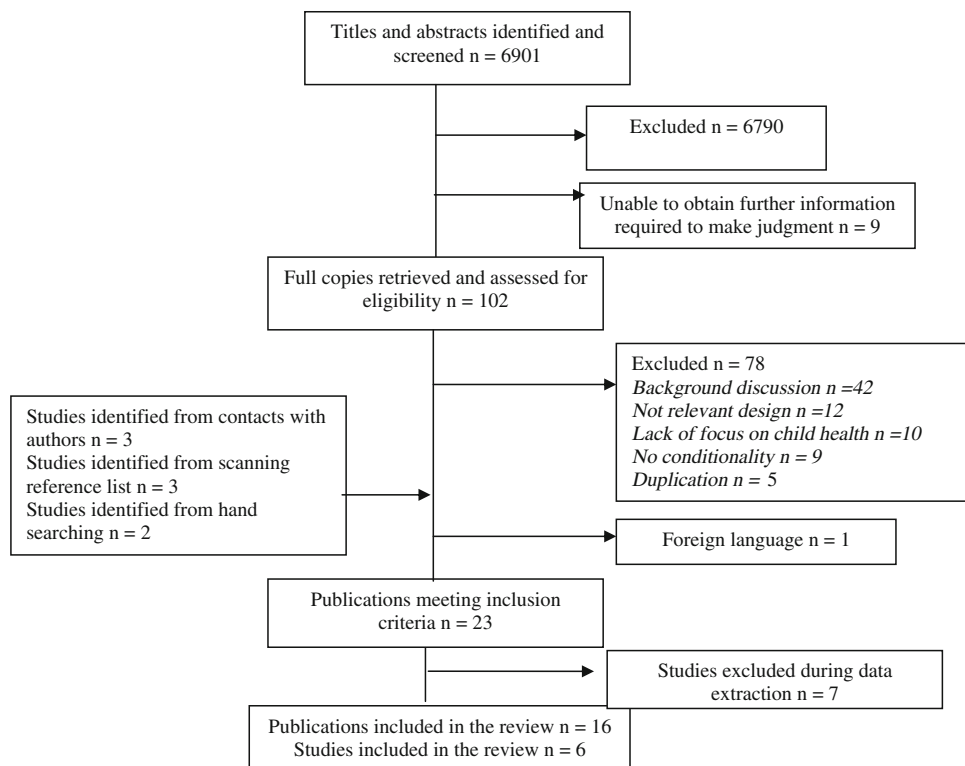 Titles and abstracts identified and
screened n = 6901
Excluded n = 6790
Unable to obtain further information
required to make judgment n = 9
Full copies retrieved and assessed for
eligibility n = 102
Excluded n = 78
Background discussion n =42
Not relevant design n =12
Lack of focus on child health n =10
No conditionality n = 9
Duplication n = 5
Studies identified from contacts with
authors n = 3
Studies identified from scanning
reference list n = 3
Studies identified from hand
searching n = 2
Foreign language n = 1
Publications meeting inclusion
criteria n = 23
Studies excluded during data
extraction n = 7
Publications included in the review n = 16
Studies included in the review n = 6